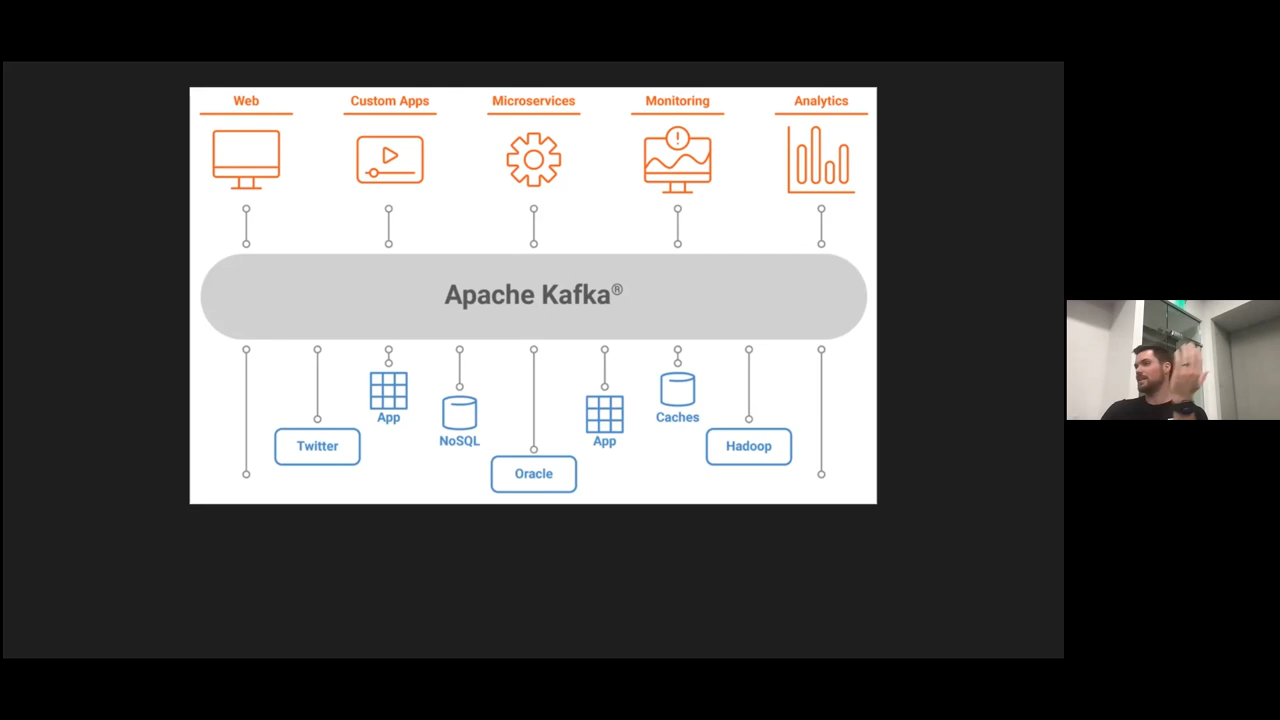 Web
Custom Apps
Microservices
Monitoring
Analytics
Apache Kafka®
Twitter
App
NoSQL
Oracle
App
Caches
Hadoop